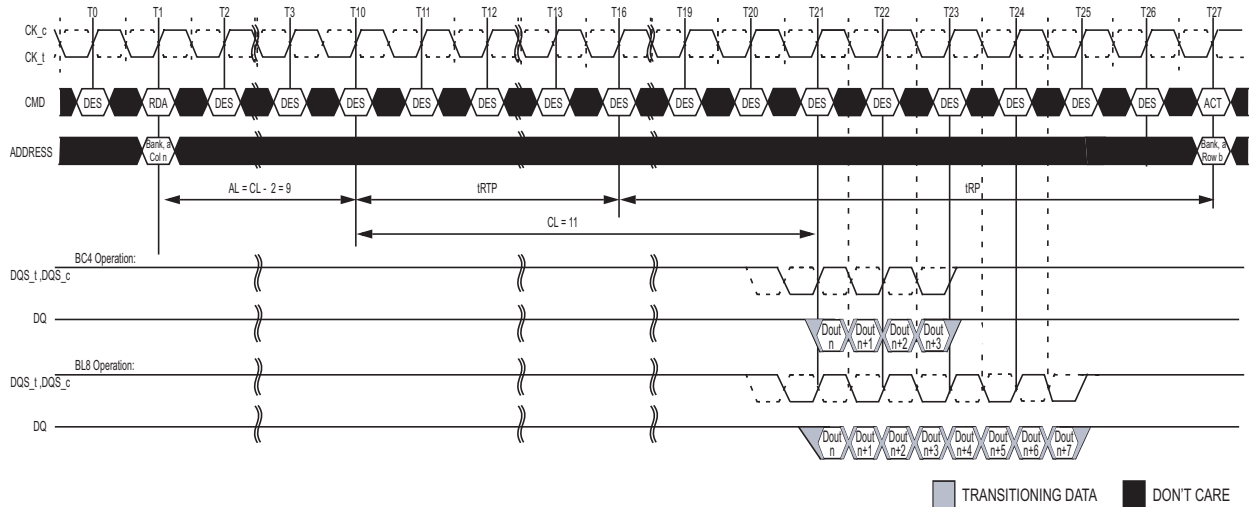 T0 T1 T2 T3 T10 T11 T12 T13 T16 T19 T20 T21 T22 T23 T24 T25 T26 T27
CK_c
CK_t
CMD DES RDA DES DES DES DES DES DES DES DES DES DES DES DES DES DES DES ACT
ADDRESS Bank, a Bank, a
Col n Row b
AL = CL - 2 = 9 tRTP tRP
CL = 11
BC4 Operation:
DQS_t ,DQS_c
DQ Dout Dout Dout Dout
n n+1 n+2 n+3
BL8 Operation:
DQS_t ,DQS_c
DQ Dout Dout Dout Dout Dout Dout Dout Dout
n n+1 n+2 n+3 n+4 n+5 n+6 n+7
TRANSITIONING DATA DON'T CARE